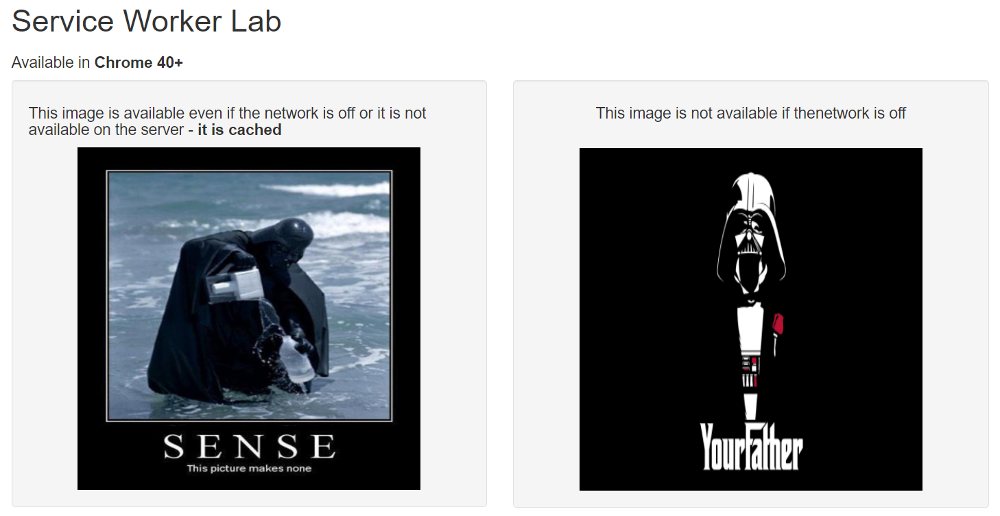 Service Worker Lab
Available in Chrome 40+
This image is available even if the network is off or it is not
available on the server - it is cached
SENSE
This picture makes none
This image is not available if thenetwork is off
YourFather